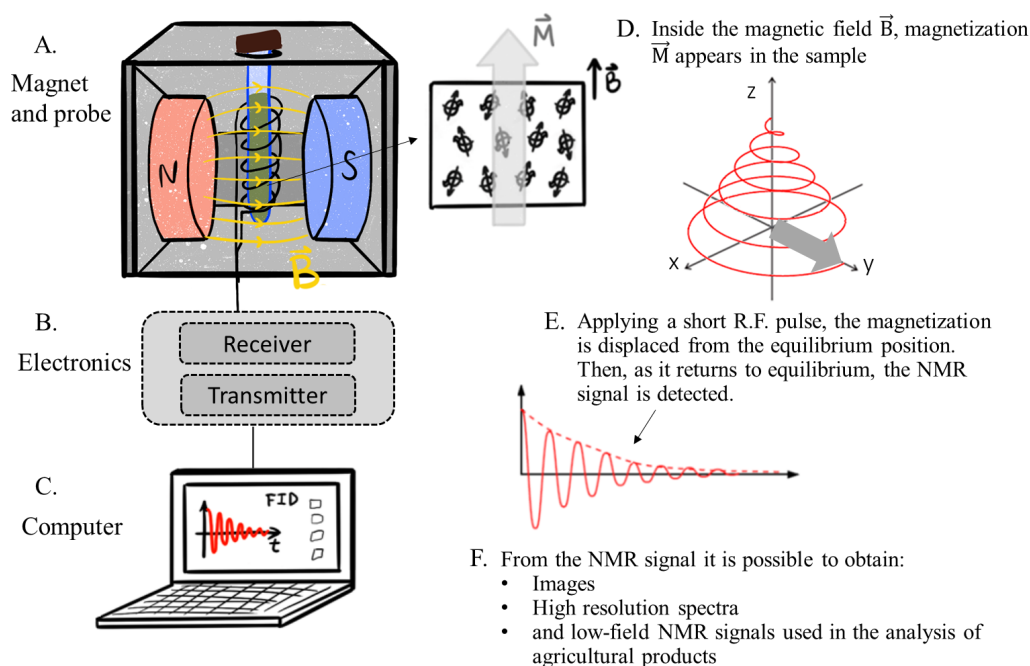 A.
Magnet
and probe
N
S
B⃗
M⃗
B⃗
B.
Electronics
Receiver
Transmitter
C.
Computer
FID
t
D. Inside the magnetic field B⃗, magnetization
M⃗ appears in the sample
z
x
y
E. Applying a short R.F. pulse, the magnetization
is displaced from the equilibrium position.
Then, as it returns to equilibrium, the NMR
signal is detected.
F. From the NMR signal it is possible to obtain:
• Images
• High resolution spectra
• and low-field NMR signals used in the analysis of
agricultural products